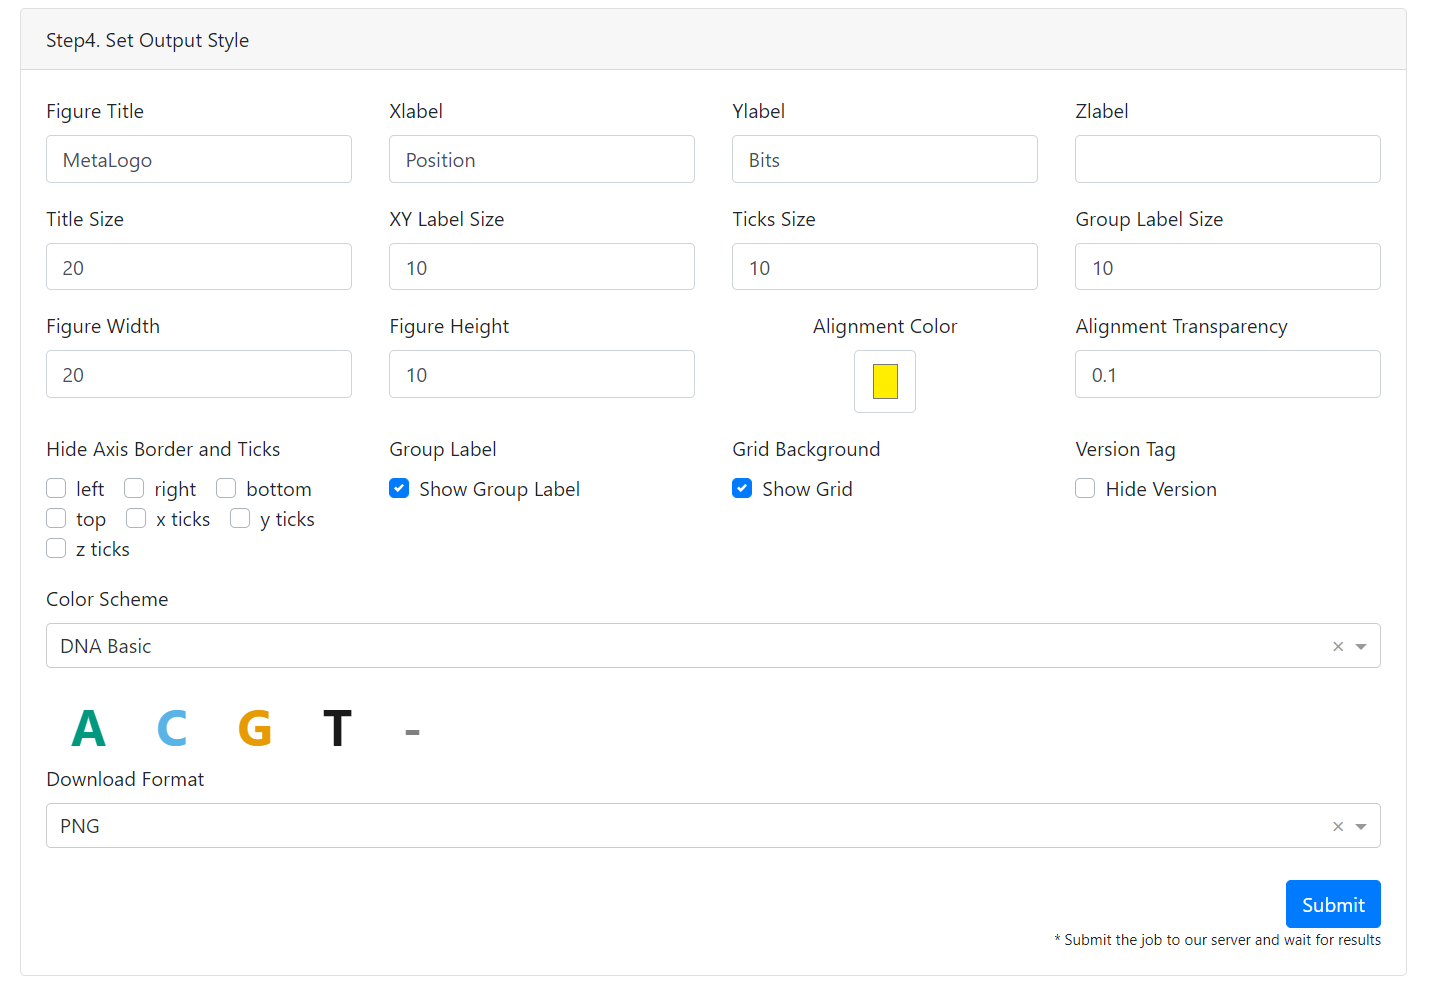 Step4. Set Output Style
Figure Title Xlabel Ylabel Zlabel
MetaLogo Position Bits
Title Size XY Label Size Ticks Size Group Label Size
20 10 10 10
Figure Width Figure Height Alignment Color Alignment Transparency
20 10 0.1
Hide Axis Border and Ticks Group Label Grid Background Version Tag
left right bottom Show Group Label Show Grid Hide Version
top x ticks y ticks
z ticks
Color Scheme
DNA Basic
A C G T -
Download Format
PNG
Submit
* Submit the job to our server and wait for results